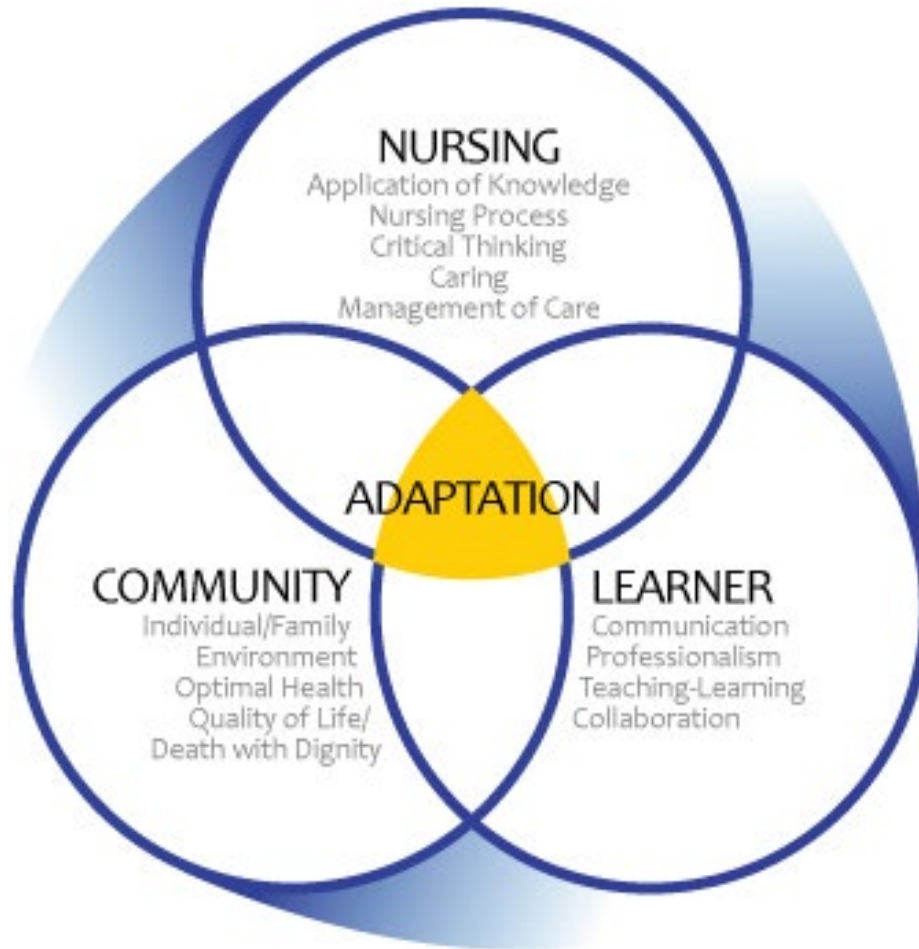 NURSING
Application of Knowledge
Nursing Process
Critical Thinking
Caring
Management of Care
ADAPTATION
COMMUNITY
Individual/Family
Environment
Optimal Health
Quality of Life/
Death with Dignity
LEARNER
Communication
Professionalism
Teaching-Learning
Collaboration